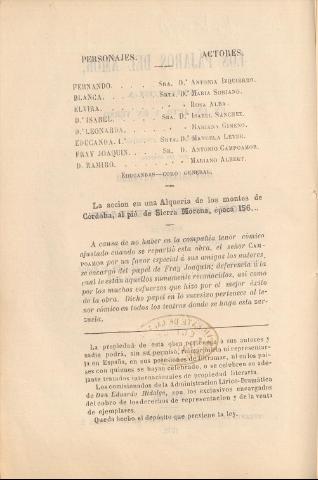 PERSONAJES. ACTORES.
FERNANDO. . . . . SRA. D.ª ANTONIA IZQUIERDO.
BLANCA. . . . . SRTA. D.ª MARIA SORIANO.
ELVIRA. . . . . » » ROSA ALBA.
D.ª ISABEL. . . . . SRA. D.ª ISABEL SANCHEZ.
D.ª LEONARDA. . . . . » » MARIANA GIMENO.
EDUCANDA 1.ª . . . . SRTA. D.ª MANUELA LEYER.
FRAY JOAQUIN. . . . . SR. D. ANTONIO CAMPOAMOR.
D. RAMIRO. . . . . » » MARIANO ALBERT.
EDUCANDAS—CORO GENERAL.
La accion en una Alqueria de los montes de
Córdoba, al pié de Sierra Morena, época 156...
A causa de no haber en la compañía tenor cómico
ajustado cuando se repartió esta obra, el señor CAM-
POAMOR por un favor especial á sus amigos los autores,
se encargó del papel de Fray Joaquin; deferencia á la
cual le están aquellos sumamente reconocidos, asi como
por los muchos esfuerzos que hizo por el mejor éxito
de la obra. Dicho papel en lo sucesivo pertenece al te-
nor cómico en todos los teatros donde se haga esta zar-
zuela.
La propiedad de esta obra pertenece á sus autores y
nadie podrá, sin su permiso, reimprimirla ni representar-
la en España, en sus posesiones de Ultramar, ni en los pai-
ses con quienes se hayan celebrado, ó se celebren en ade-
lante tratados internacionales de propiedad literaria.
Los comisionados de la Administracion Lírico-Dramática
de Don Eduardo Hidalgo, son los exclusivos encargados
del cobro de los derechos de representacion y de la venta
de ejemplares.
Queda hecho el depósito que previene la ley.